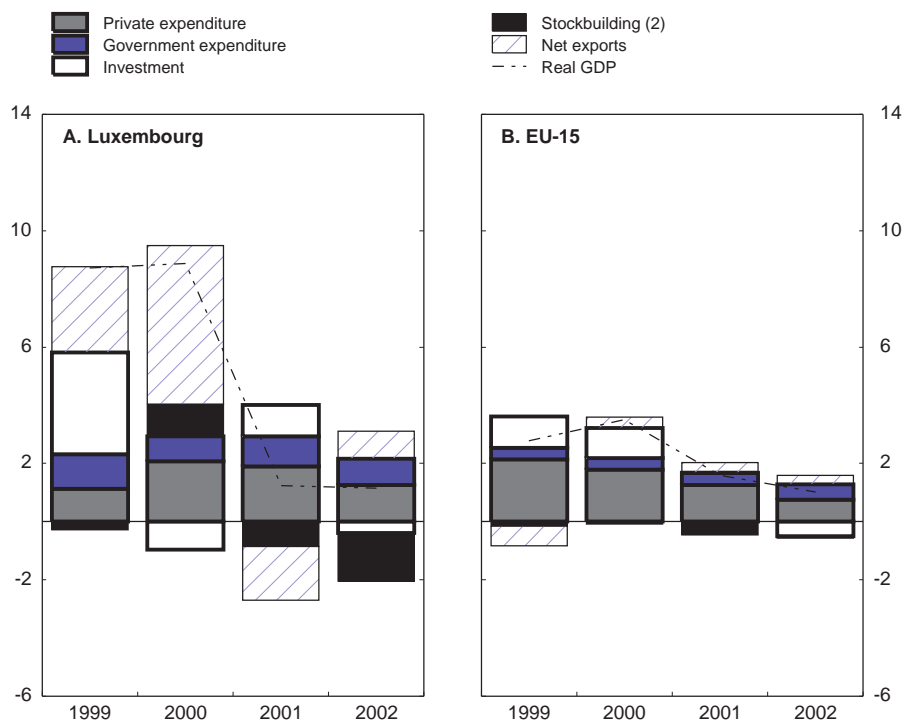 Private expenditure
Government expenditure
Investment
Stockbuilding (2)
Net exports
Real GDP
14 14
A. Luxembourg B. EU-15
10 10
6 6
2 2
-2 -2
-6 -6
1999 2000 2001 2002 1999 2000 2001 2002